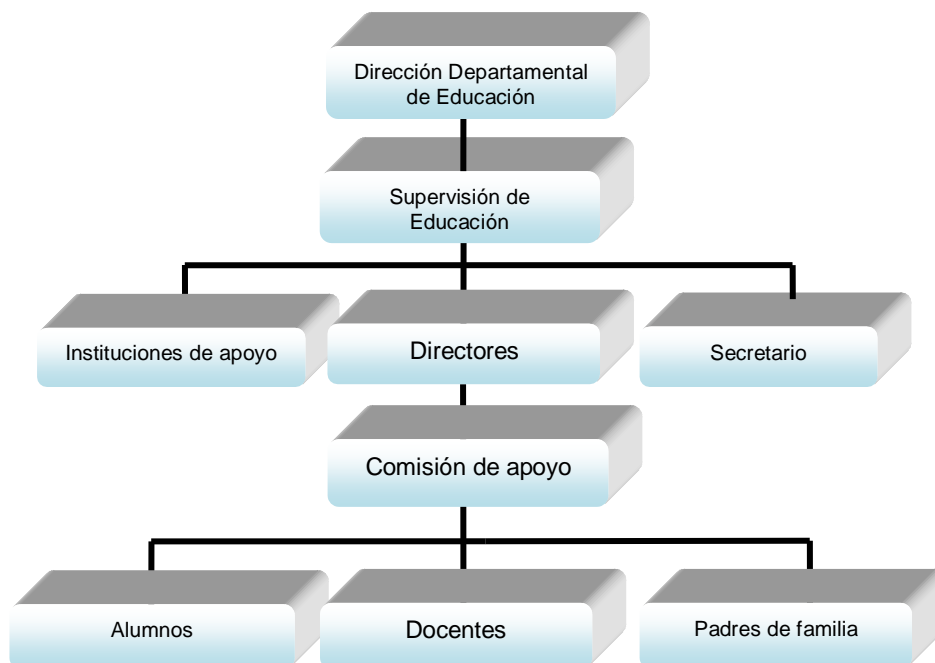 Dirección Departamental
de Educación
Supervisión de
Educación
Instituciones de apoyo
Directores
Secretario
Comisión de apoyo
Alumnos
Docentes
Padres de familia